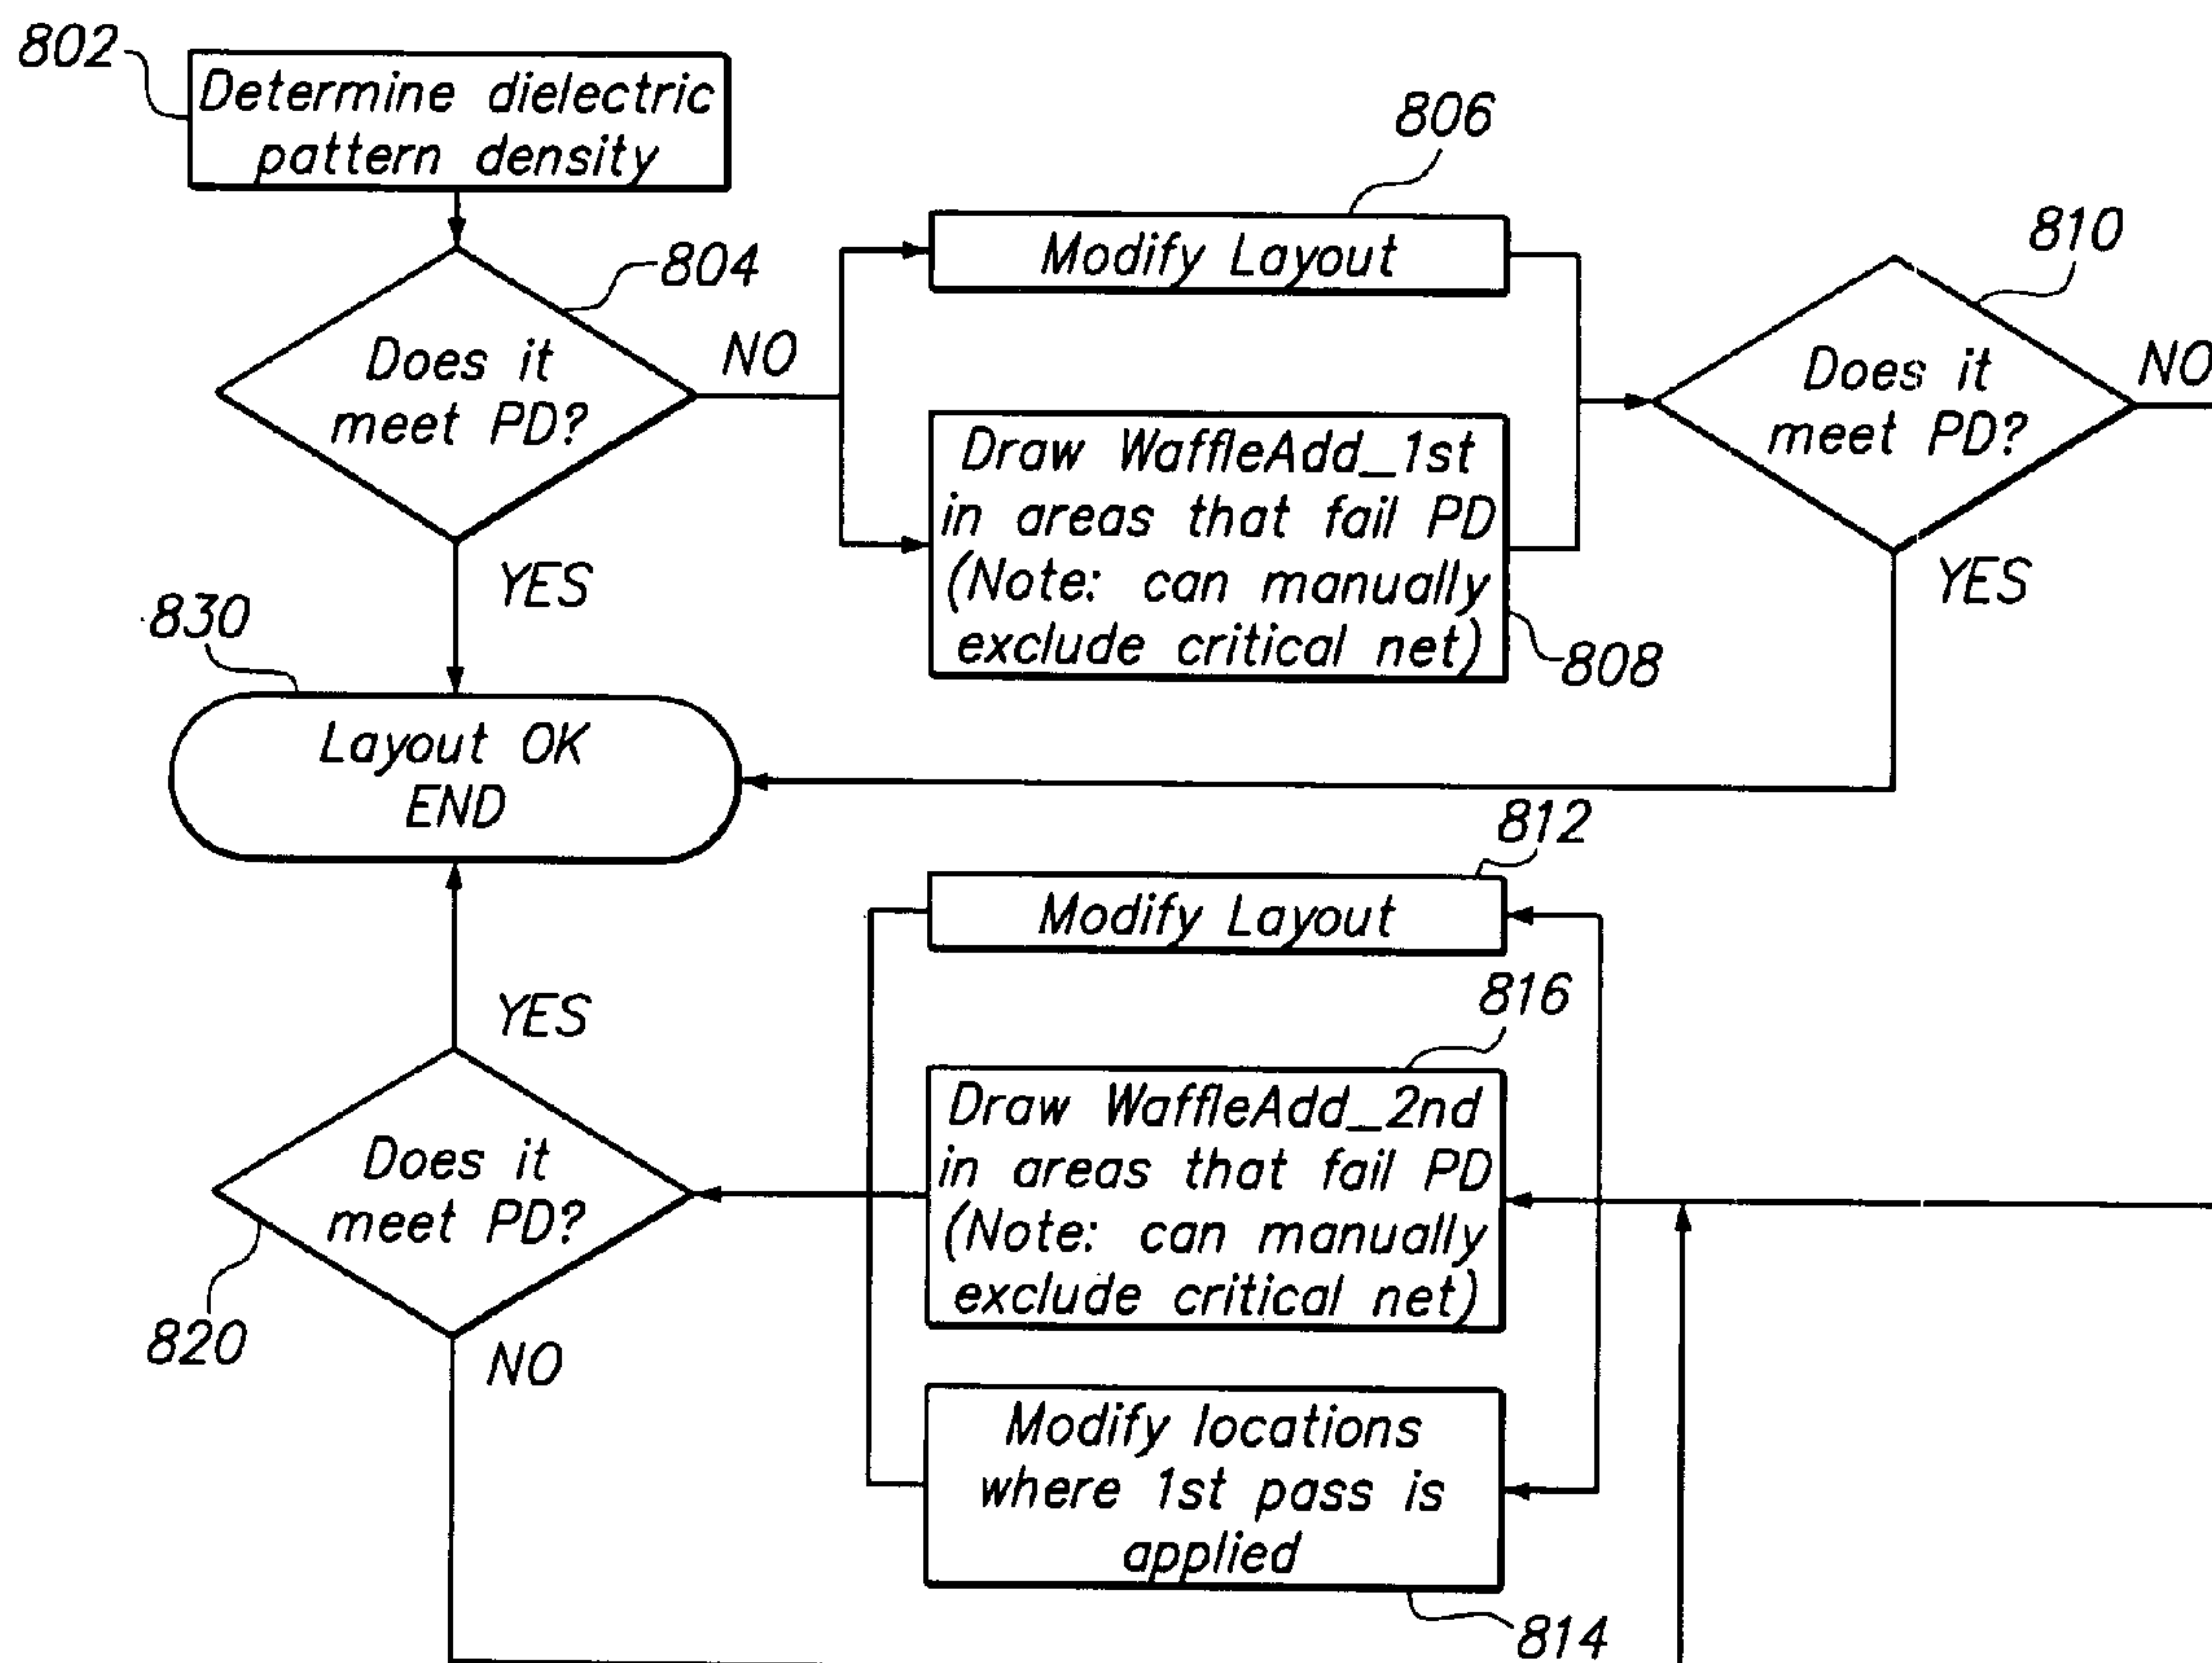 802
Determine dielectric
pattern density
804
Does it
meet PD?
NO
YES
806
Modify Layout
Draw WaffleAdd_1st
in areas that fail PD
(Note: can manually
exclude critical net)
808
810
Does it
meet PD?
NO
YES
830
Layout OK
END
812
Modify Layout
816
Draw WaffleAdd_2nd
in areas that fail PD
(Note: can manually
exclude critical net)
Modify locations
where 1st pass is
applied
814
YES
Does it
meet PD?
820
NO